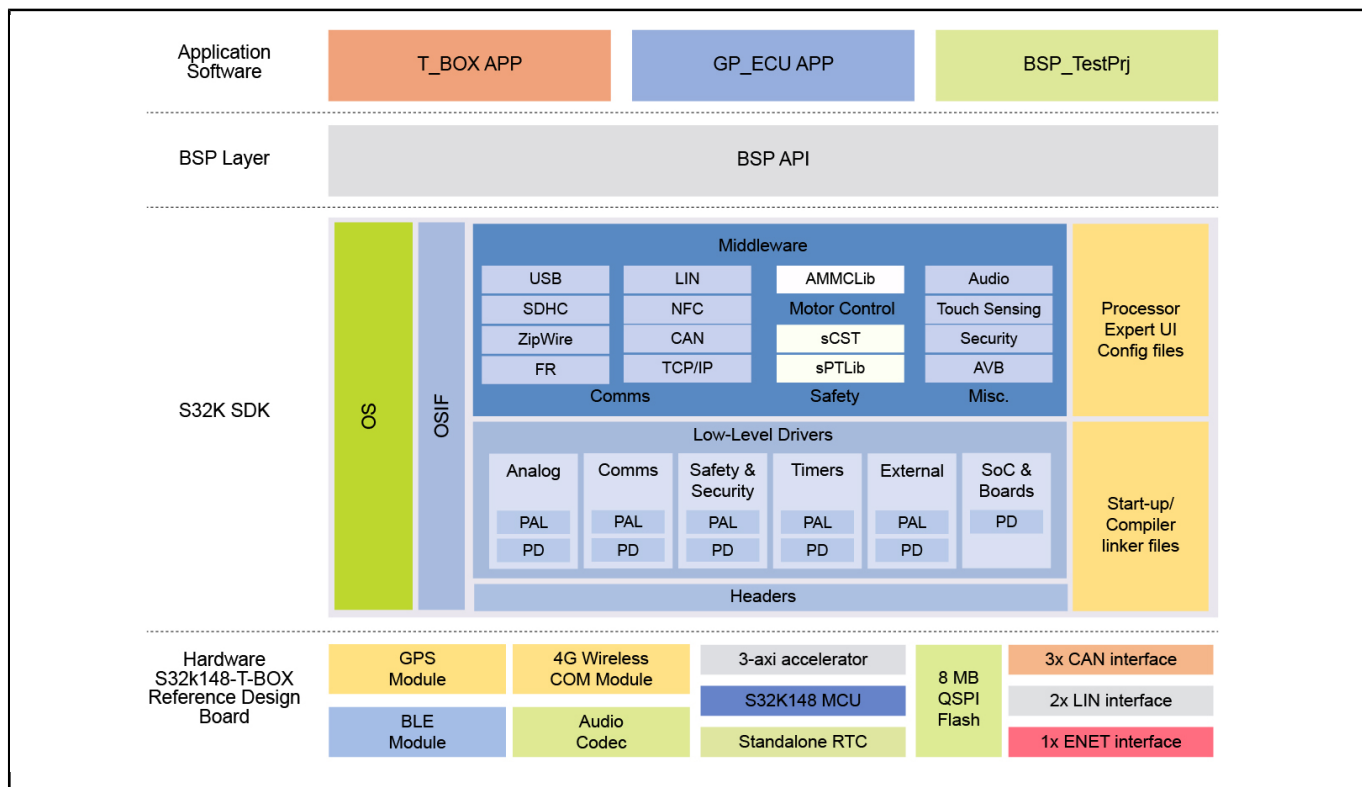 Application
Software
T_BOX APP
GP_ECU APP
BSP_TestPrj
BSP Layer
BSP API
S32K SDK
OS
OSIF
Middleware
USB
SDHC
ZipWire
FR
LIN
NFC
CAN
TCP/IP
Comms
AMMCLib
Motor Control
sCST
sPTLib
Safety
Audio
Touch Sensing
Security
AVB
Misc.
Processor
Expert UI
Config files
Low-Level Drivers
Analog
PAL
PD
Comms
PAL
PD
Safety &
Security
PAL
PD
Timers
PAL
PD
External
PAL
PD
SoC &
Boards
PD
Start-up/
Compiler
linker files
Headers
Hardware
S32k148-T-BOX
Reference Design
Board
GPS
Module
4G Wireless
COM Module
BLE
Module
Audio
Codec
3-axi accelerator
S32K148 MCU
Standalone RTC
8 MB
QSPI
Flash
3x CAN interface
2x LIN interface
1x ENET interface